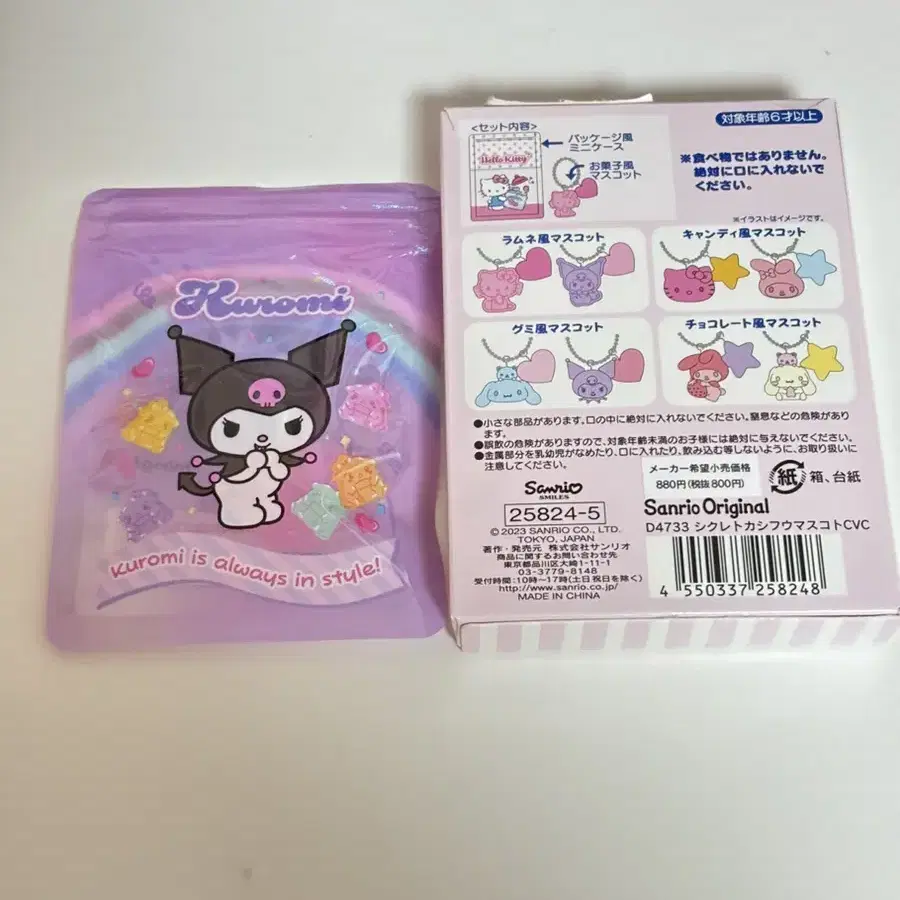 Kuromi
Kuromi is always in style!
対象年齢6才以上
<セット内容>
パッケージ風
ミニケース
Hello Kitty
お菓子風
マスコット
※食べ物ではありません。
絶対に口に入れないで
ください。
※イラストはイメージです。
ラムネ風マスコット
キャンディ風マスコット
グミ風マスコット
チョコレート風マスコット
●小さな部品があります。口の中に絶対に入れないでください。窒息などの危険があり
ます。
●誤飲の危険がありますので、対象年齢未満のお子様には絶対に与えないでください。
●金属部分を乳幼児がなめたり、口に入れたり、飲み込む等しないように、お取り扱いに
注意してください。
Sanrio
SMILES
25824-5
© 2023 SANRIO CO., LTD.
TOKYO, JAPAN
著作・発売元 株式会社サンリオ
商品に関するお問い合わせ先
東京都品川区大崎1-11-1
03-3779-8148
受付時間:10時~17時(土日祝日を除く)
http://www.sanrio.co.jp/
MADE IN CHINA
メーカー希望小売価格
880円(税抜800円)
紙 箱、台紙
Sanrio Original
D4733 シクレトカシフウマスコトCVC
4 550337 258248